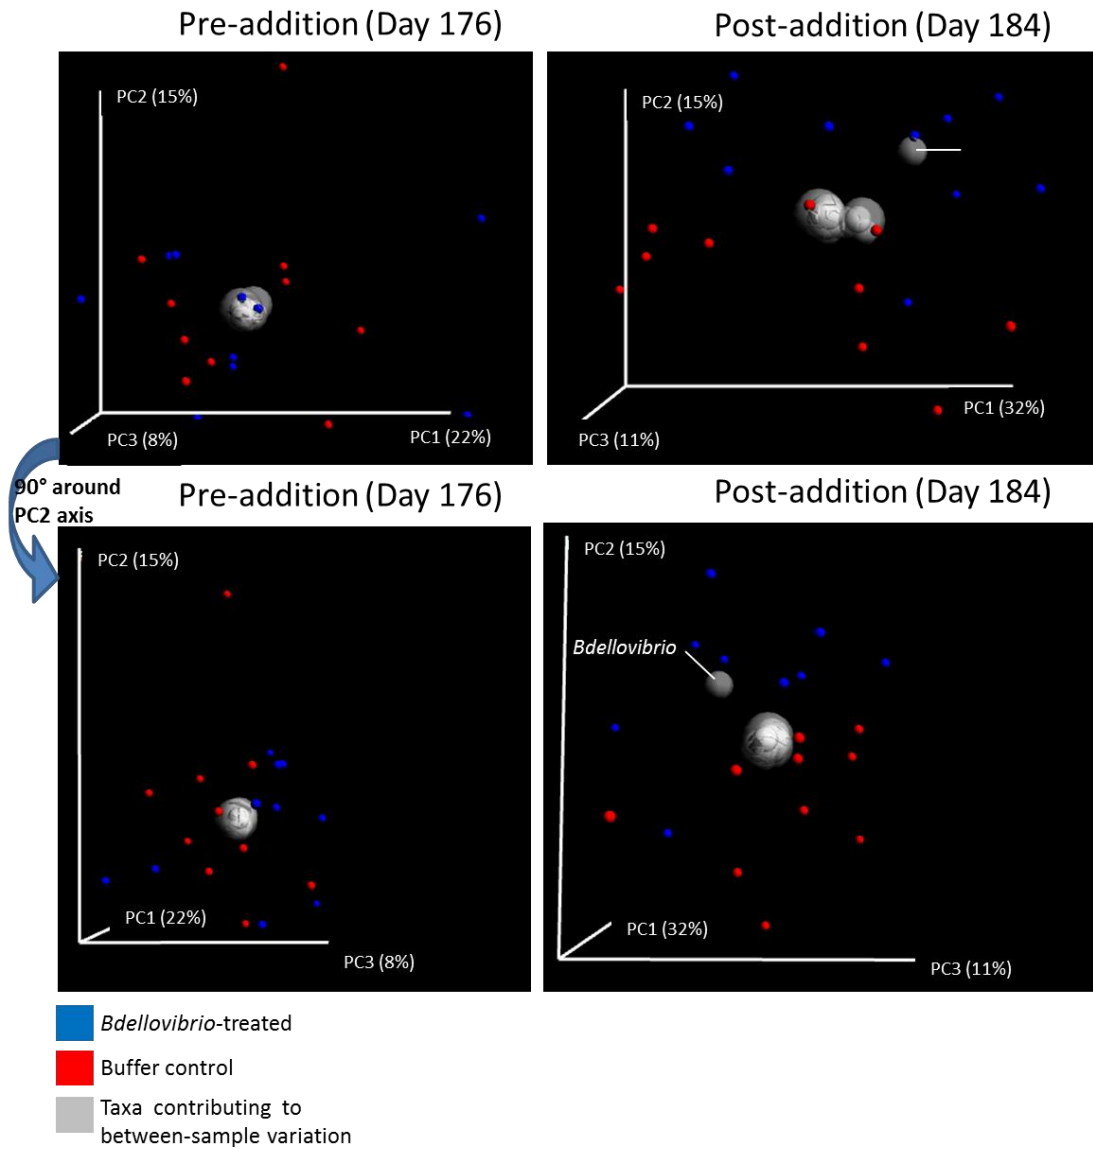 Pre-addition (Day 176)
Post-addition (Day 184)
PC2 (15%)
PC3 (8%)
PC1 (22%)
PC2 (15%)
PC1 (32%)
PC3 (11%)
90° around
PC2 axis
Pre-addition (Day 176)
Post-addition (Day 184)
PC2 (15%)
PC1 (22%)
PC3 (8%)
PC2 (15%)
Bdellovibrio
PC1 (32%)
PC3 (11%)
Bdellovibrio-treated
Buffer control
Taxa contributing to
between-sample variation